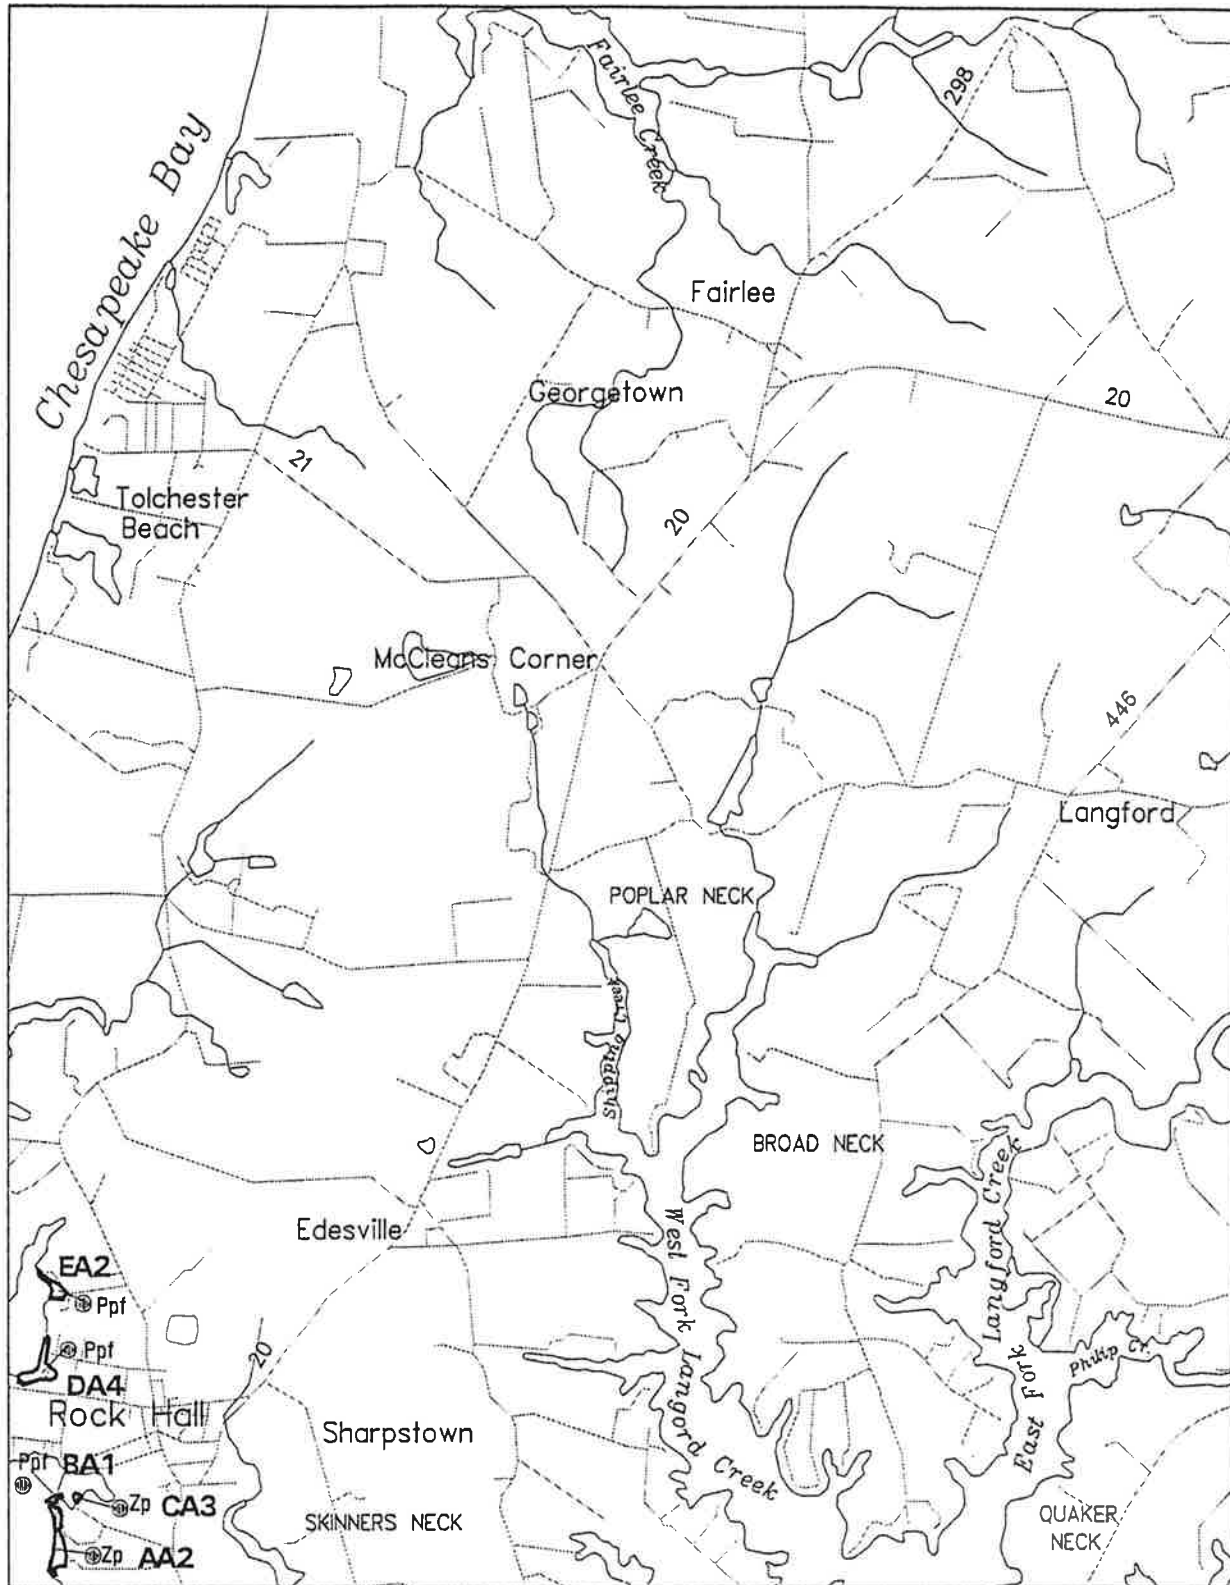 Fairlee Creek
298
Chesapeake Bay
Fairlee
Georgetown
20
21
Tolchester
Beach
20
McCleans Corner
446
Langford
POPLAR NECK
Shipping Creek
BROAD NECK
Edesville
West Fork Langord Creek
East Fork Langford Creek
EA2
Ppf
Ppf
20
Philip Cr.
DA4
Rock Hall
Sharpstown
Ppf BA1
Zp CA3
SKINNERS NECK
QUAKER
NECK
Zp AA2